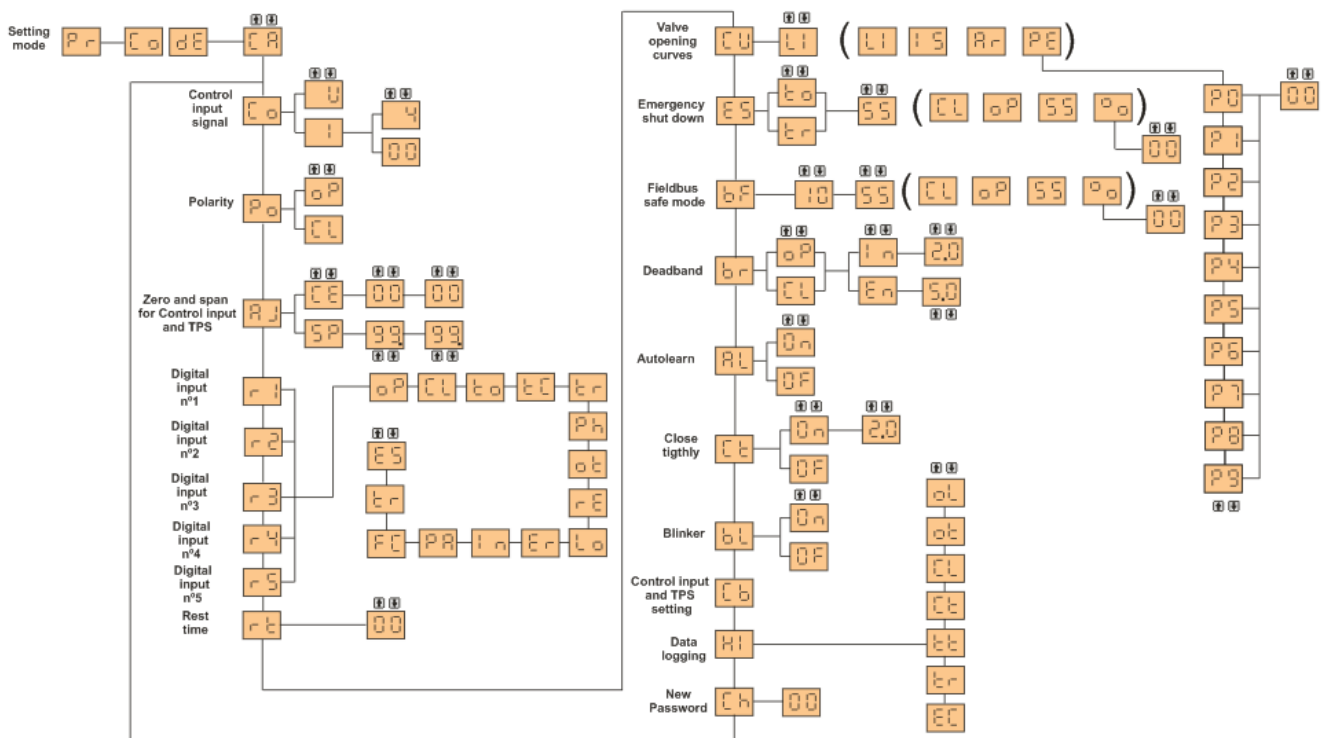 Setting mode
Pr Co dE CA
Control input signal
Co U I 4 00
Polarity
Po oP CL
Zero and span for Control input and TPS
AJ CE 00 00
SP 99. 99.
Digital input nº1
r1
Digital input nº2
r2
Digital input nº3
r3
Digital input nº4
r4
Digital input nº5
r5
oP CL to tC tr
Ph
ot
rE
ES
tr
FC PA In Er Lo
Rest time
rt 00
Valve opening curves
CU LI ( LI IS Ar PE )
Emergency shut down
ES to tr SS ( CL oP SS %o )
00
Fieldbus safe mode
bF 10 SS ( CL oP SS %o )
00
Deadband
br oP CL In 2.0
En 5.0
Autolearn
AL On OF
Close tigthly
Ct On 2.0
OF
Blinker
bL On OF
Control input and TPS setting
Cb
Data logging
HI
oL
ot
CL
Ct
tt
tr
EC
New Password
Ch 00
P0 00
P1
P2
P3
P4
P5
P6
P7
P8
P9